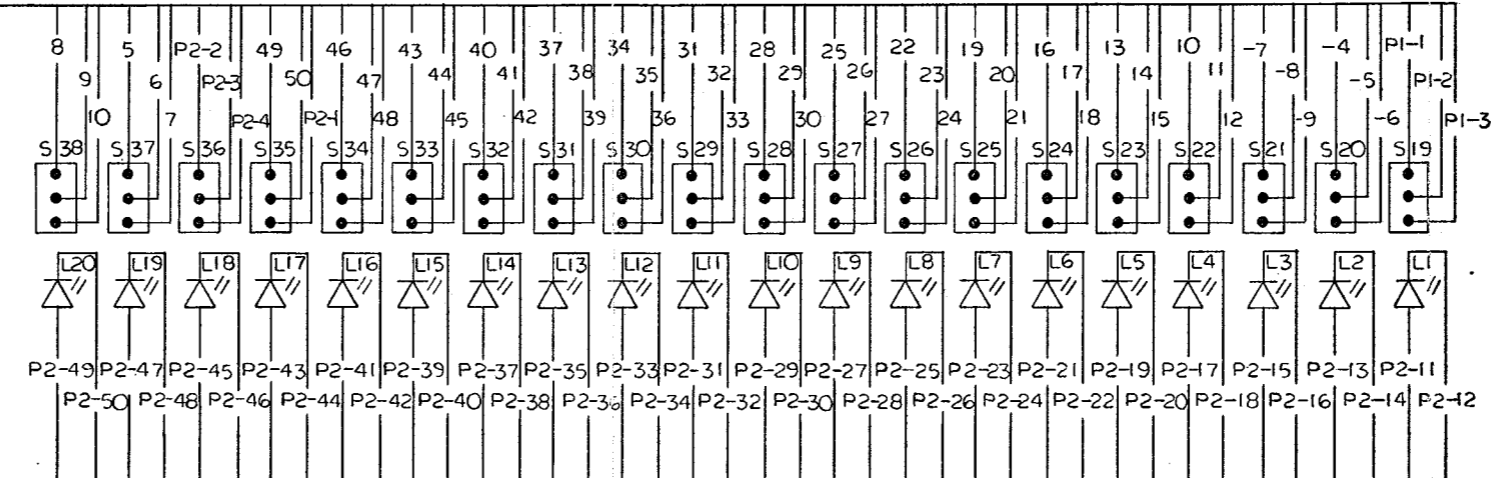 8 5 P2-2 49 46 43 40 37 34 31 28 25 22 19 16 13 10 -7 -4 P1-1
9 6 P2-3 50 47 44 41 38 35 32 29 26 23 20 17 14 11 -8 -5 P1-2
10 7 P2-4 P2-1 48 45 42 39 36 33 30 27 24 21 18 15 12 -9 -6 P1-3
S38 S37 S36 S35 S34 S33 S32 S31 S30 S29 S28 S27 S26 S25 S24 S23 S22 S21 S20 S19
L20 L19 L18 L17 L16 L15 L14 L13 L12 L11 L10 L9 L8 L7 L6 L5 L4 L3 L2 L1
P2-49 P2-47 P2-45 P2-43 P2-41 P2-39 P2-37 P2-35 P2-33 P2-31 P2-29 P2-27 P2-25 P2-23 P2-21 P2-19 P2-17 P2-15 P2-13 P2-11
P2-50 P2-48 P2-46 P2-44 P2-42 P2-40 P2-38 P2-36 P2-34 P2-32 P2-30 P2-28 P2-26 P2-24 P2-22 P2-20 P2-18 P2-16 P2-14 P2-12